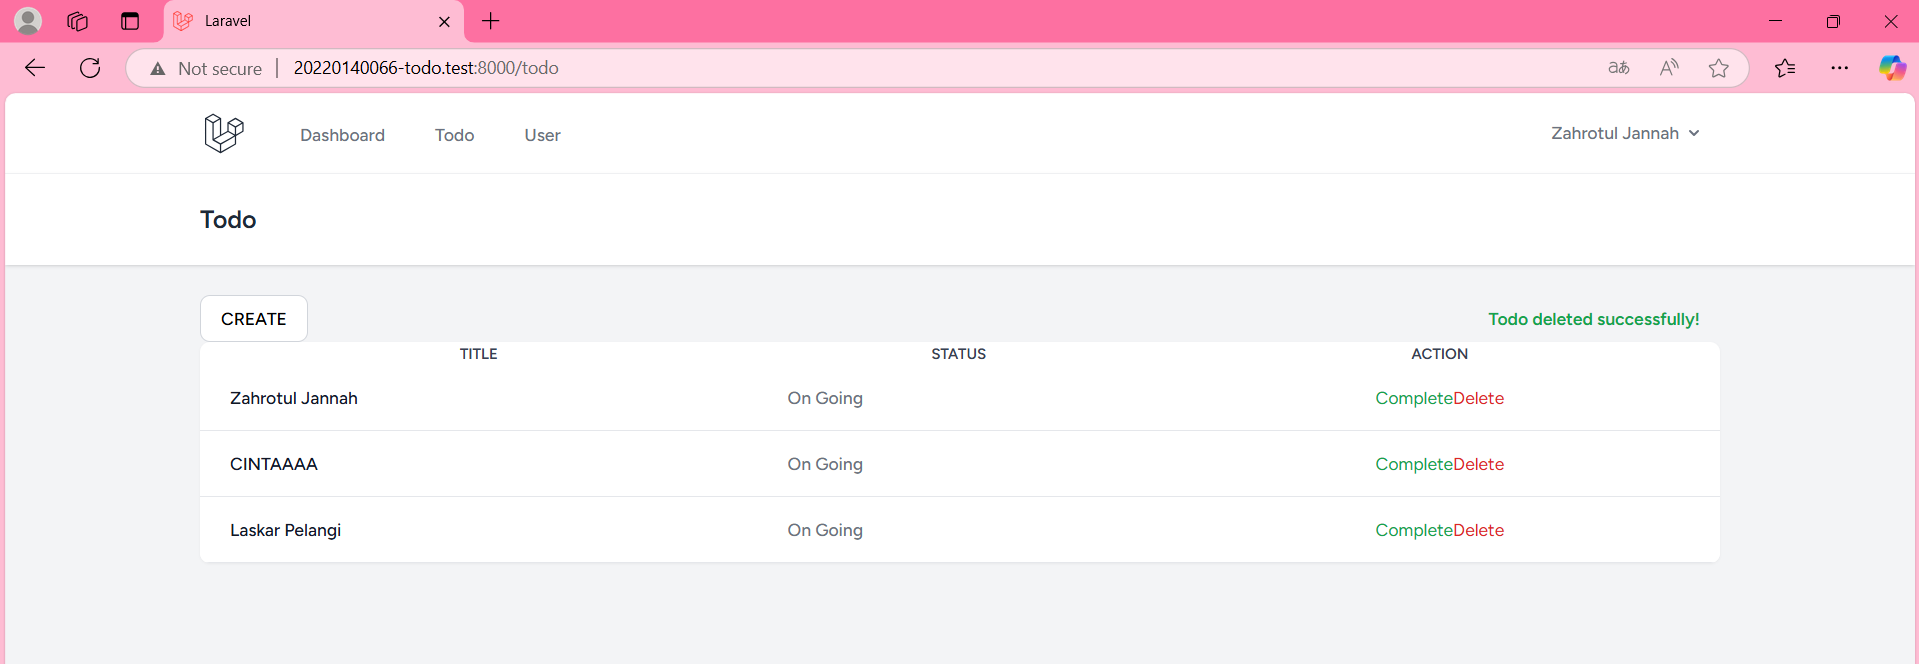 Laravel
Not secure 20220140066-todo.test:8000/todo
Dashboard Todo User Zahrotul Jannah
Todo
CREATE Todo deleted successfully!
TITLE STATUS ACTION
Zahrotul Jannah On Going CompleteDelete
CINTAAAA On Going CompleteDelete
Laskar Pelangi On Going CompleteDelete